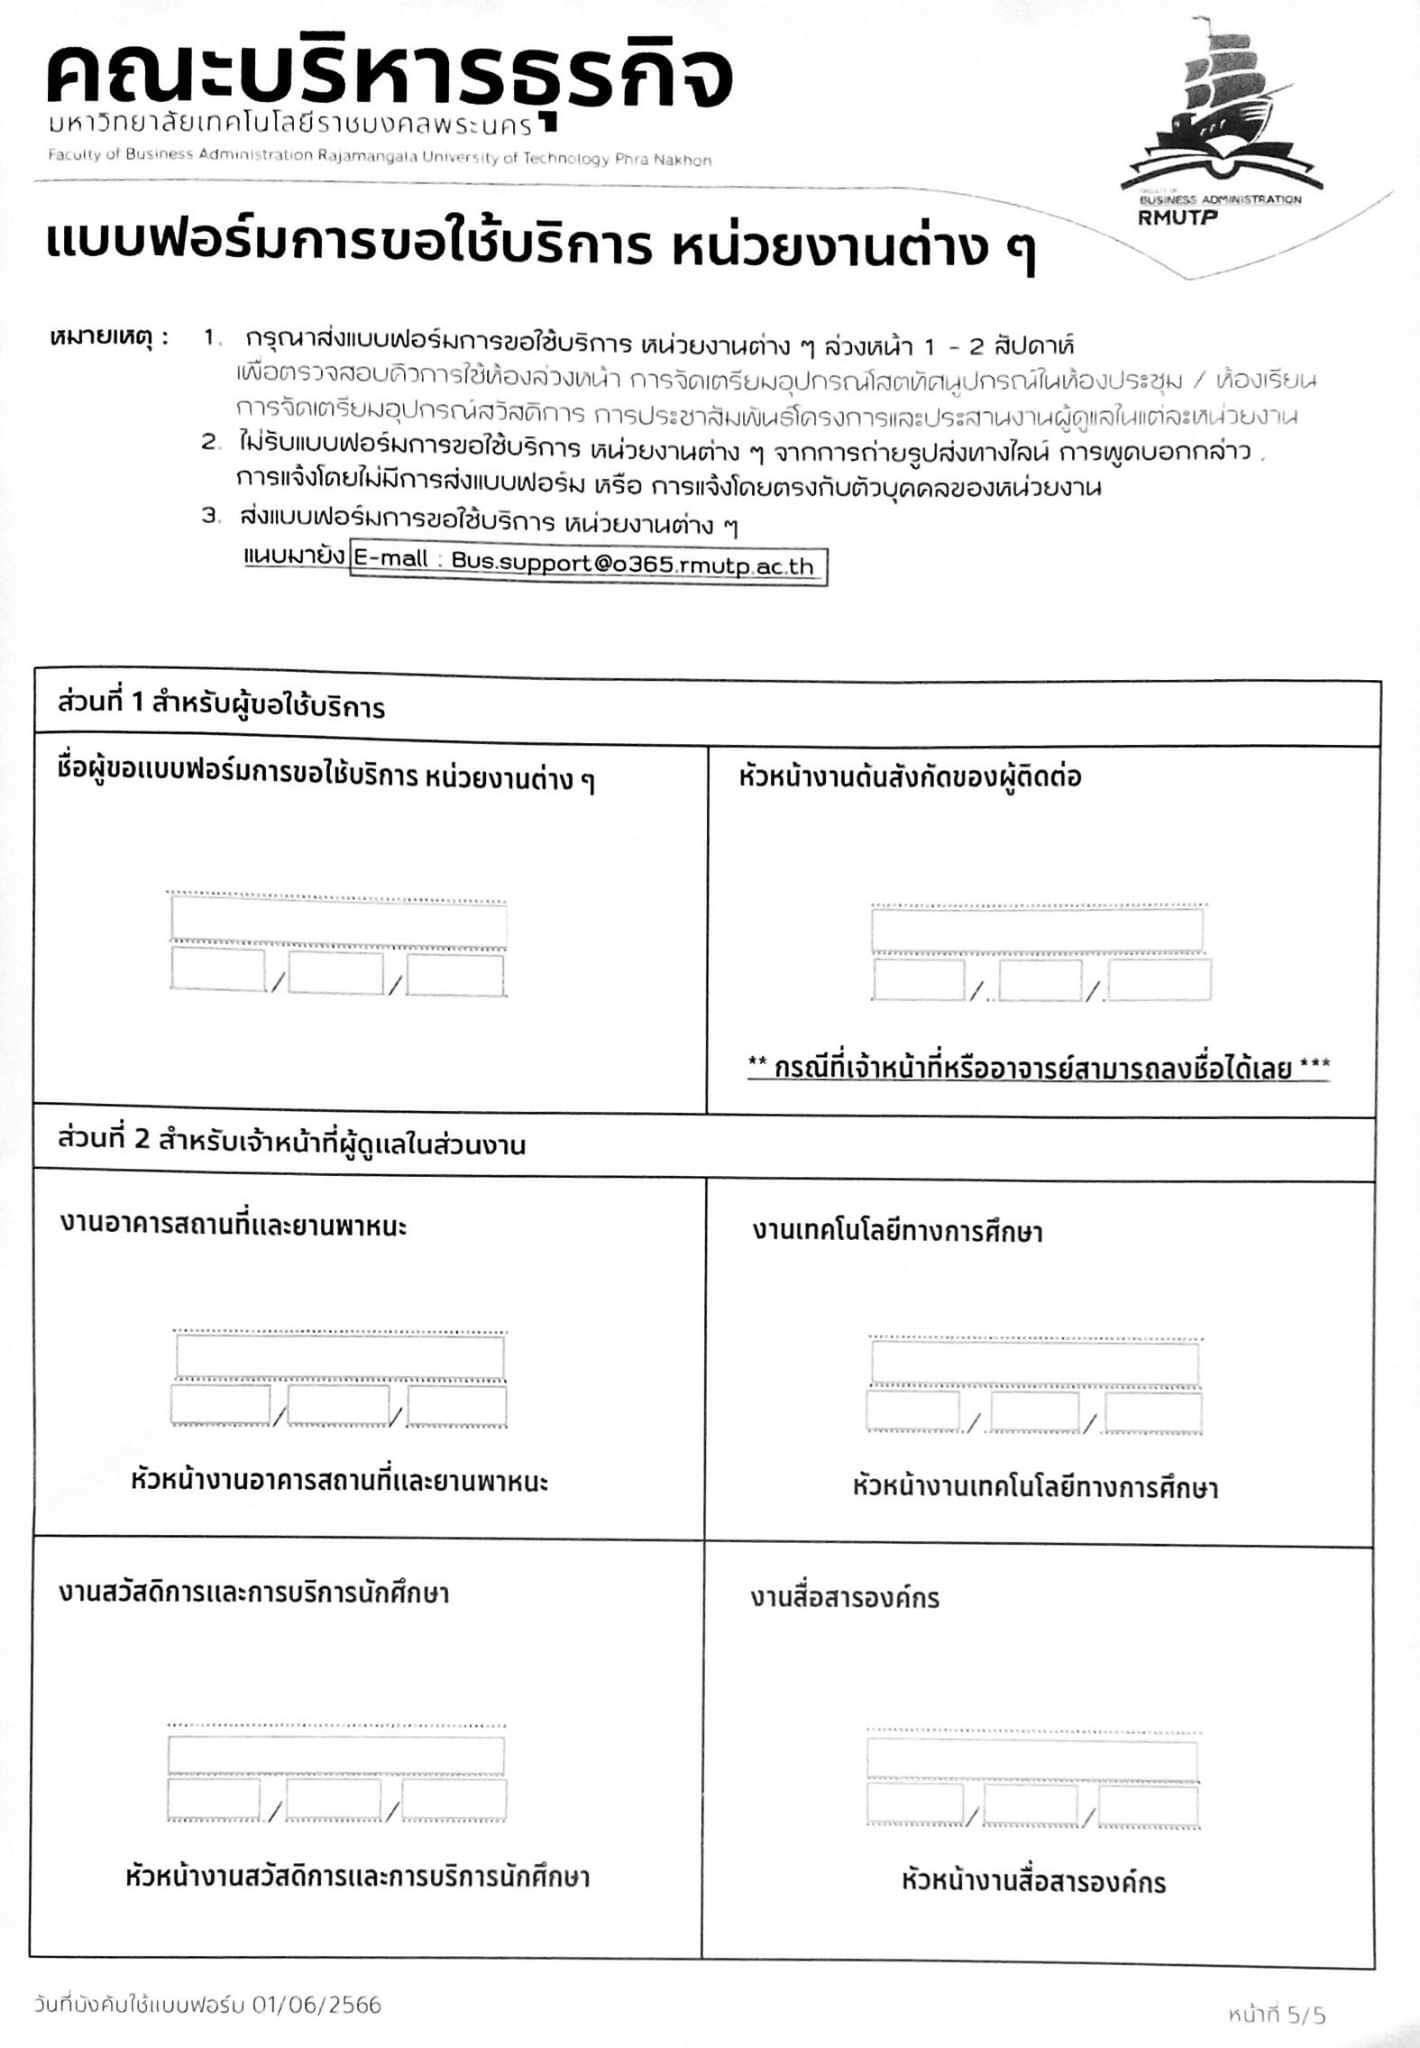 คณะบริหารธุรกิจ
มหาวิทยาลัยเทคโนโลยีราชมงคลพระนคร
Faculty of Business Administration Rajamangala University of Technology Phra Nakhon
BUSINESS ADMINISTRATION
RMUTP
แบบฟอร์มการขอใช้บริการ หน่วยงานต่าง ๆ
หมายเหตุ : 1. กรุณาส่งแบบฟอร์มการขอใช้บริการ หน่วยงานต่าง ๆ ล่วงหน้า 1 - 2 สัปดาห์
เพื่อตรวจสอบคิวการใช้ห้องล่วงหน้า การจัดเตรียมอุปกรณ์โสตทัศนูปกรณ์ในห้องประชุม / ห้องเรียน
การจัดเตรียมอุปกรณ์สวัสดิการ การประชาสัมพันธ์โครงการและประสานงานผู้ดูแลในแต่ละหน่วยงาน
2. ไม่รับแบบฟอร์มการขอใช้บริการ หน่วยงานต่าง ๆ จากการถ่ายรูปส่งทางไลน์ การพูดบอกกล่าว ,
การแจ้งโดยไม่มีการส่งแบบฟอร์ม หรือ การแจ้งโดยตรงกับตัวบุคคลของหน่วยงาน
3. ส่งแบบฟอร์มการขอใช้บริการ หน่วยงานต่าง ๆ
แนบมายัง E-mall : Bus.support@o365.rmutp.ac.th
ส่วนที่ 1 สำหรับผู้ขอใช้บริการ
ชื่อผู้ขอแบบฟอร์มการขอใช้บริการ หน่วยงานต่าง ๆ
หัวหน้างานต้นสังกัดของผู้ติดต่อ
/ /
/ /
** กรณีที่เจ้าหน้าที่หรืออาจารย์สามารถลงชื่อได้เลย ***
ส่วนที่ 2 สำหรับเจ้าหน้าที่ผู้ดูแลในส่วนงาน
งานอาคารสถานที่และยานพาหนะ
งานเทคโนโลยีทางการศึกษา
/ /
/ /
หัวหน้างานอาคารสถานที่และยานพาหนะ
หัวหน้างานเทคโนโลยีทางการศึกษา
งานสวัสดิการและการบริการนักศึกษา
งานสื่อสารองค์กร
/ /
/ /
หัวหน้างานสวัสดิการและการบริการนักศึกษา
หัวหน้างานสื่อสารองค์กร
วันที่บังคับใช้แบบฟอร์ม 01/06/2566
หน้าที่ 5/5